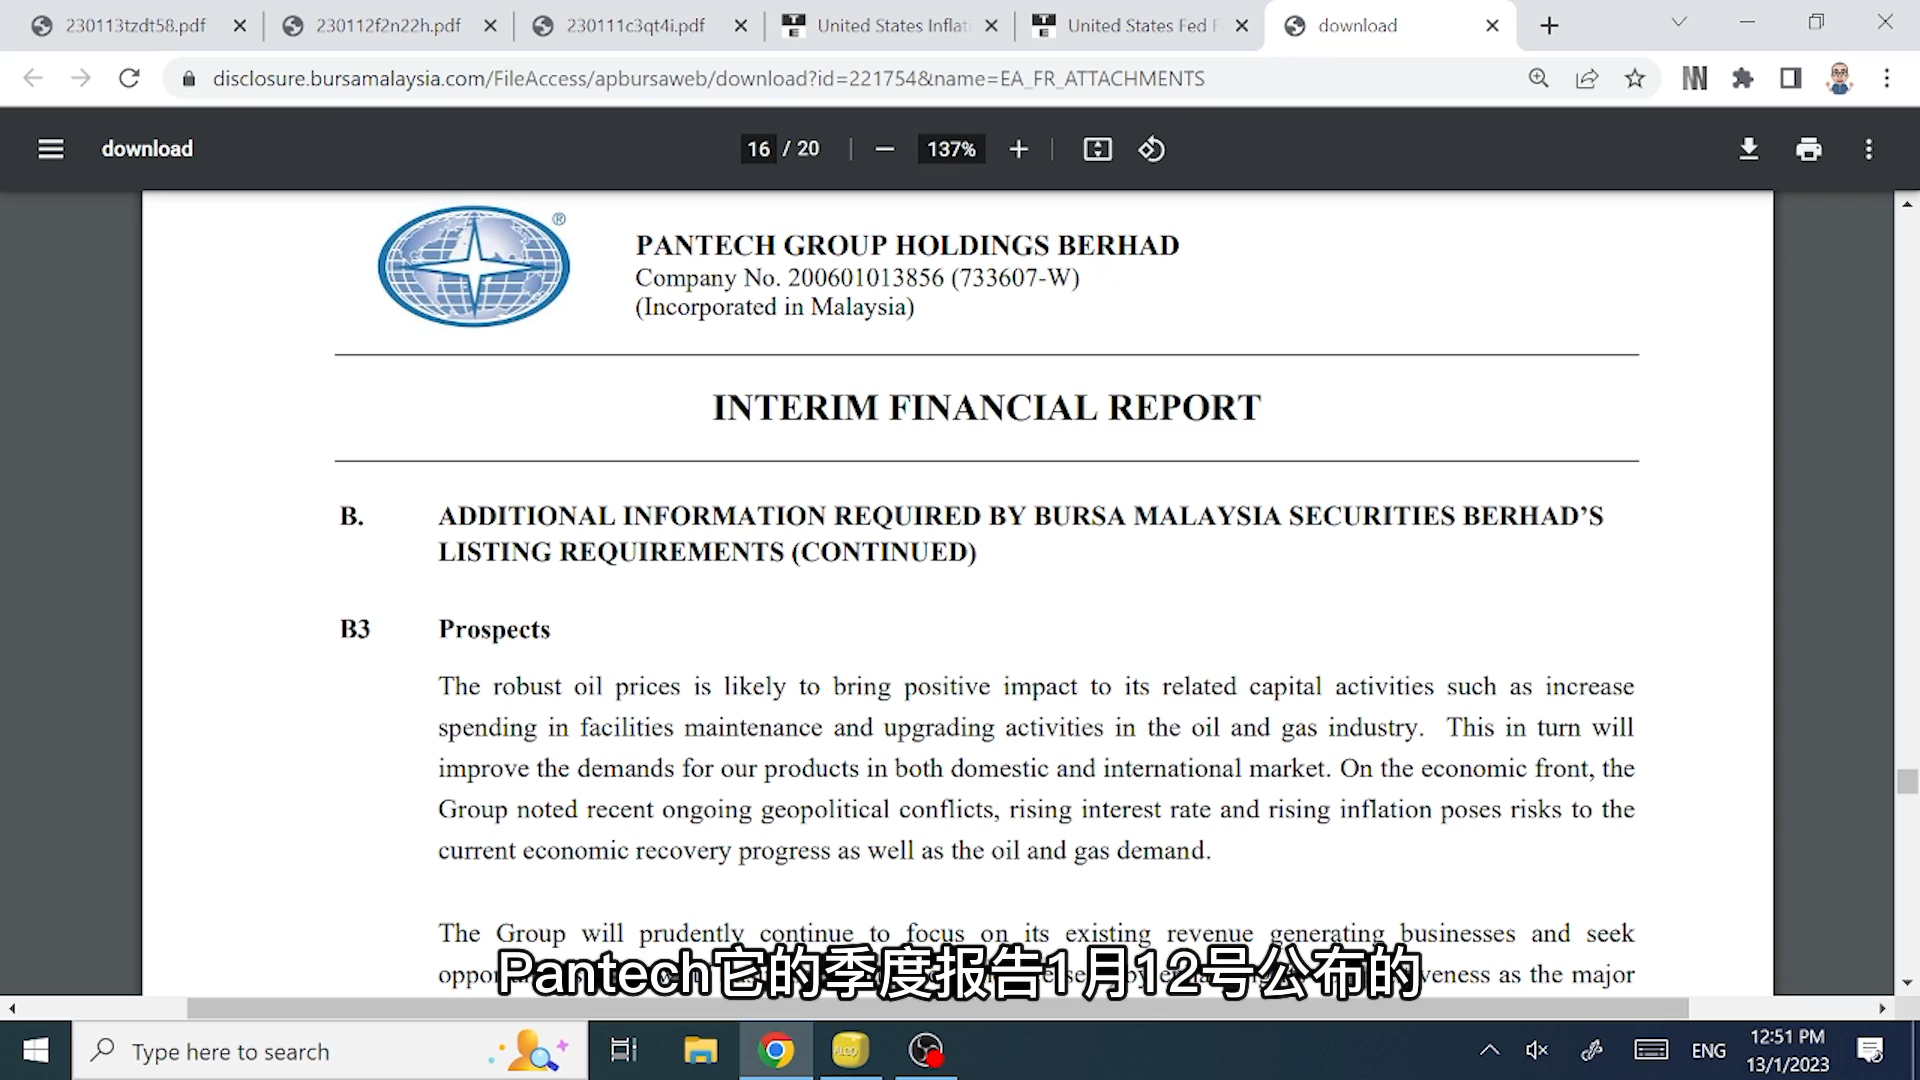 230113tzdt58.pdf
230112f2n22h.pdf
230111c3qt4i.pdf
United States Inflati
United States Fed F
download
disclosure.bursamalaysia.com/FileAccess/apbursaweb/download?id=221754&name=EA_FR_ATTACHMENTS
download
16 / 20
137%
®
PANTECH GROUP HOLDINGS BERHAD
Company No. 200601013856 (733607-W)
(Incorporated in Malaysia)
INTERIM FINANCIAL REPORT
B. ADDITIONAL INFORMATION REQUIRED BY BURSA MALAYSIA SECURITIES BERHAD'S
LISTING REQUIREMENTS (CONTINUED)
B3 Prospects
The robust oil prices is likely to bring positive impact to its related capital activities such as increase
spending in facilities maintenance and upgrading activities in the oil and gas industry. This in turn will
improve the demands for our products in both domestic and international market. On the economic front, the
Group noted recent ongoing geopolitical conflicts, rising interest rate and rising inflation poses risks to the
current economic recovery progress as well as the oil and gas demand.
The Group will prudently continue to focus on its existing revenue generating businesses and seek
as the major
Pantech它的季度报告1月12号公布的
Type here to search
ENG
12:51 PM
13/1/2023